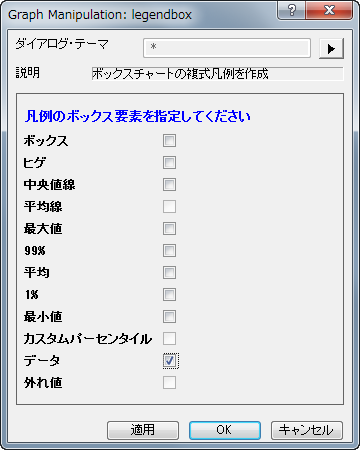 Graph Manipulation: legendbox
ダイアログ・テーマ *
説明 ボックスチャートの複式凡例を作成
凡例のボックス要素を指定してください
ボックス
ヒゲ
中央値線
平均線
最大値
99%
平均
1%
最小値
カスタムパーセンタイル
データ
外れ値
適用 OK キャンセル